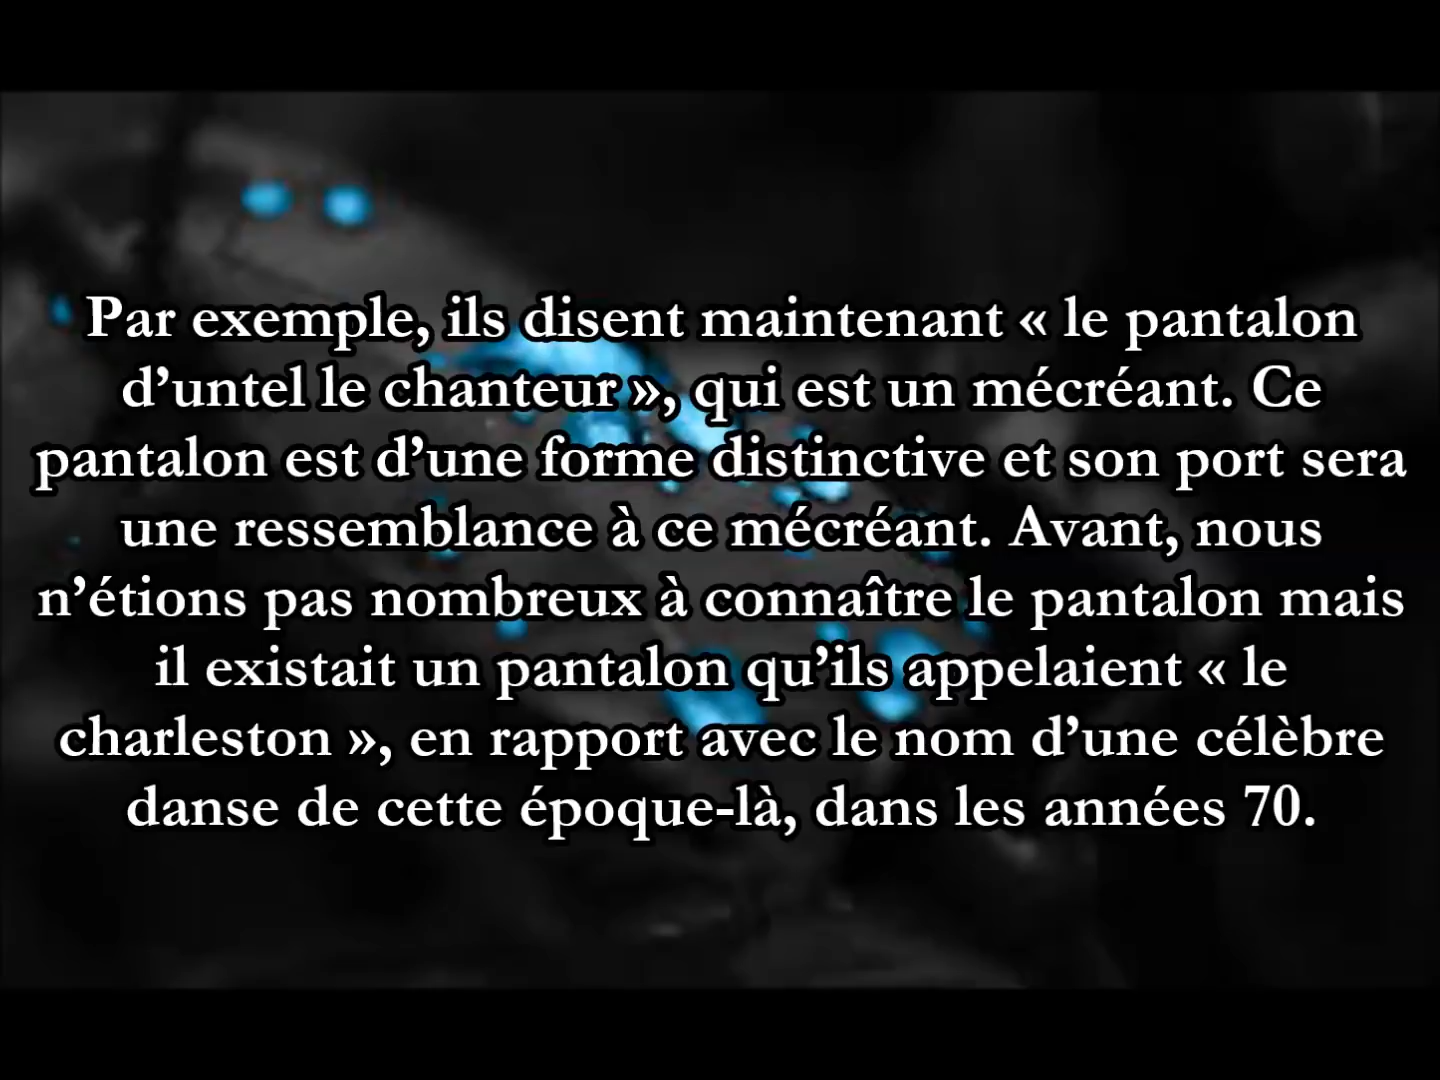 Par exemple, ils disent maintenant « le pantalon
d’untel le chanteur », qui est un mécréant. Ce
pantalon est d’une forme distinctive et son port sera
une ressemblance à ce mécréant. Avant, nous
n’étions pas nombreux à connaître le pantalon mais
il existait un pantalon qu’ils appelaient « le
charleston », en rapport avec le nom d’une célèbre
danse de cette époque-là, dans les années 70.